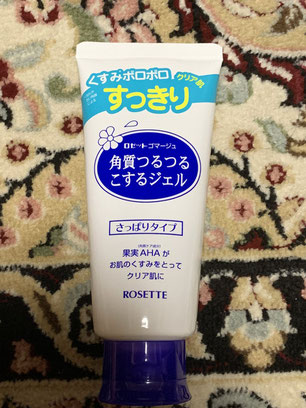 くすみポロポロ
クリア肌
すっきり
ロゼット ゴマージュ
角質つるつる
こするジェル
さっぱりタイプ
果実AHAが
お肌のくすみをとって
クリア肌に
ROSETTE